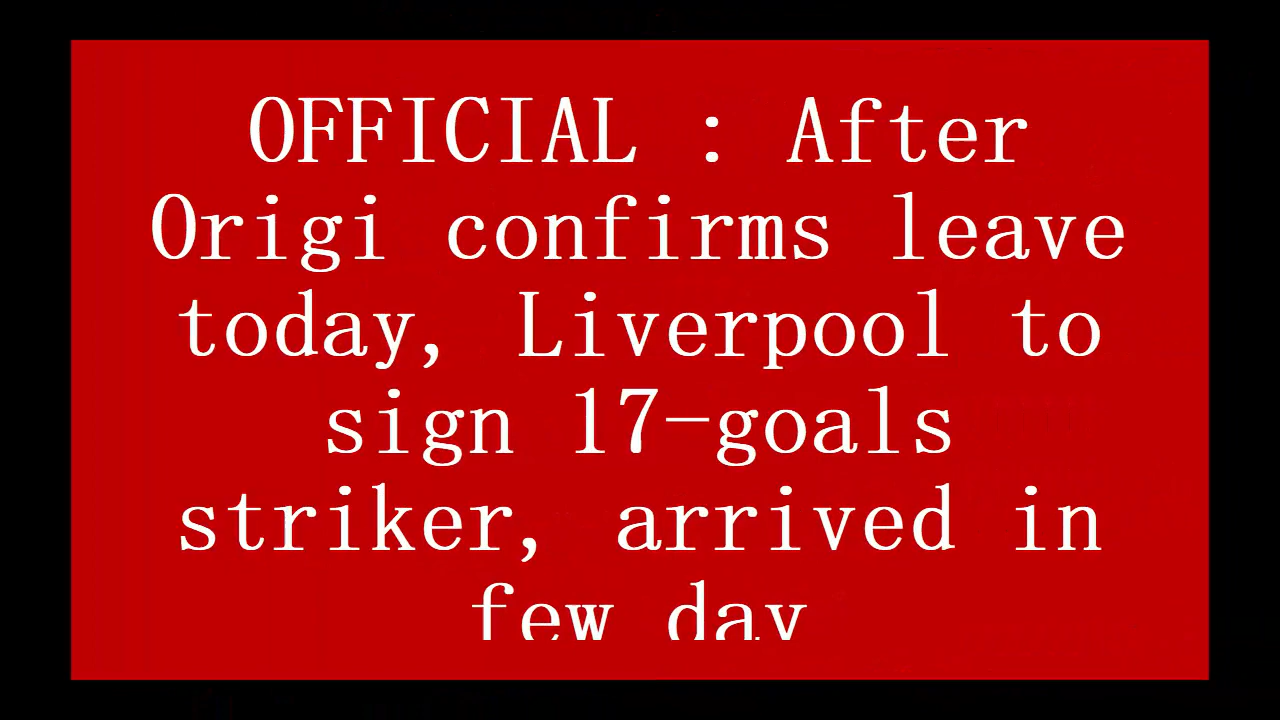 OFFICIAL : After
Origi confirms leave
today, Liverpool to
sign 17-goals
striker, arrived in
few day